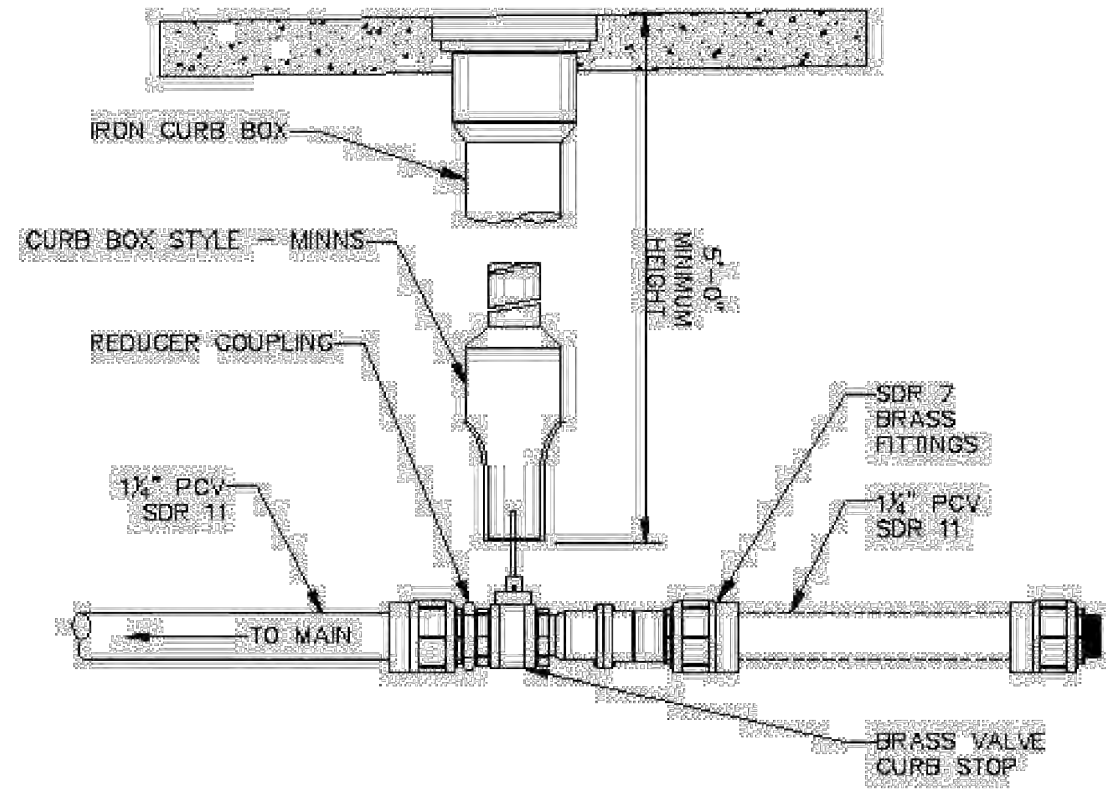 IRON CURB BOX
CURB BOX STYLE - MINNS
5'-0"
MINIMUM
HEIGHT
REDUCER COUPLING
SDR 7
BRASS
FITTINGS
1¼" PCV
SDR 11
1¼" PCV
SDR 11
TO MAIN
BRASS VALVE
CURB STOP